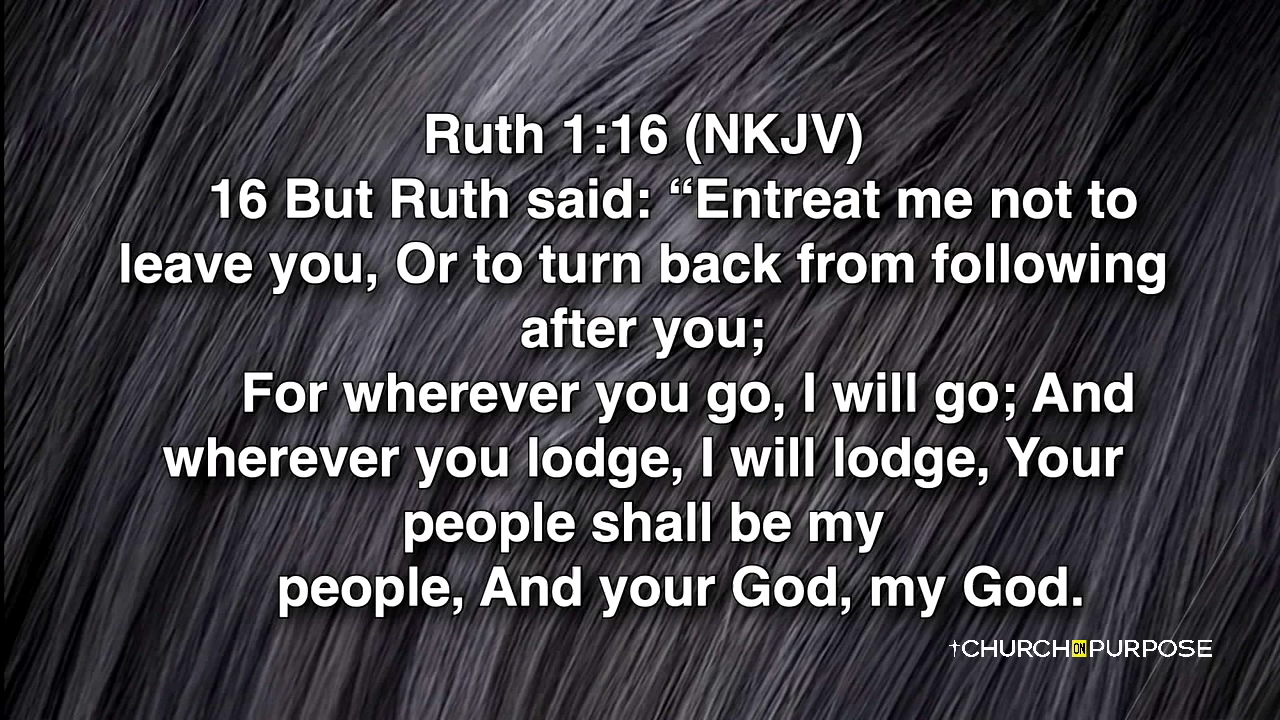 Ruth 1:16 (NKJV)
16 But Ruth said: “Entreat me not to
leave you, Or to turn back from following
after you;
For wherever you go, I will go; And
wherever you lodge, I will lodge, Your
people shall be my
people, And your God, my God.
†CHURCH ON PURPOSE